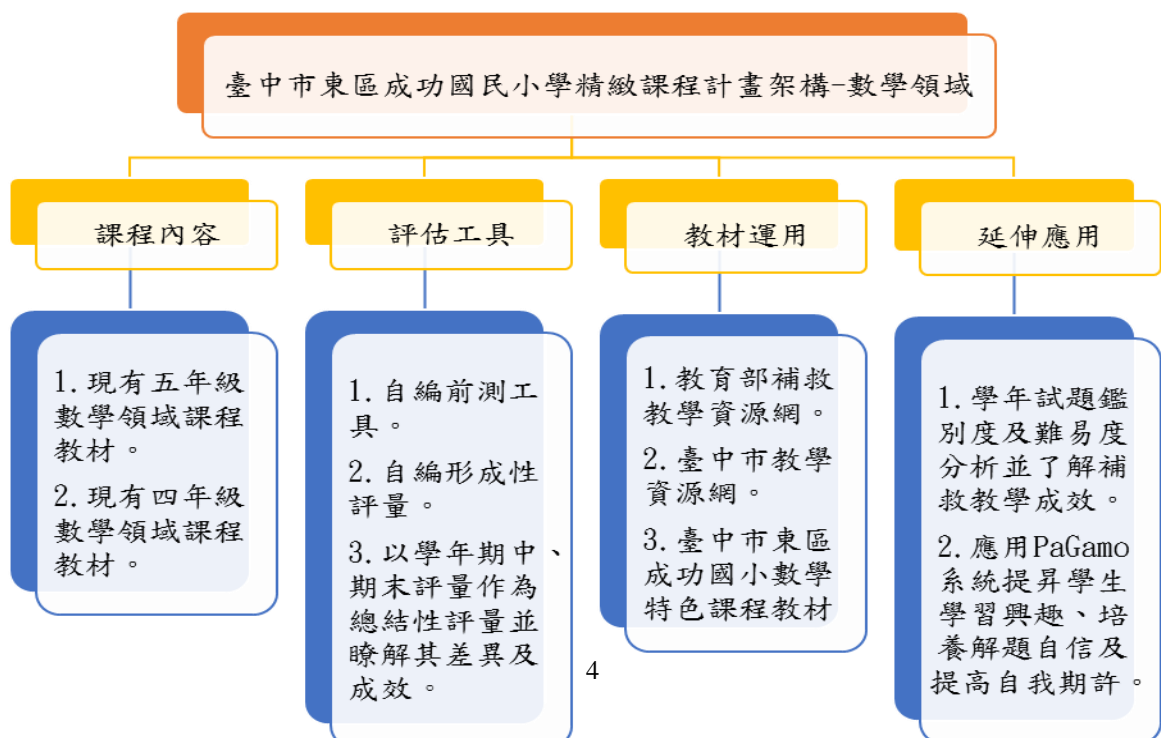 臺中市東區成功國民小學精緻課程計畫架構-數學領域
課程內容
1.現有五年級
數學領域課程
教材。
2.現有四年級
數學領域課程
教材。
評估工具
1.自編前測工
具。
2.自編形成性
評量。
3.以學年期中、
期末評量作為
總結性評量並
瞭解其差異及
成效。
教材運用
1.教育部補救
教學資源網。
2.臺中市教學
資源網。
3.臺中市東區
成功國小數學
特色課程教材
延伸應用
1.學年試題鑑
別度及難易度
分析並了解補
救教學成效。
2.應用PaGamo
系統提昇學生
學習興趣、培
養解題自信及
提高自我期許。
4